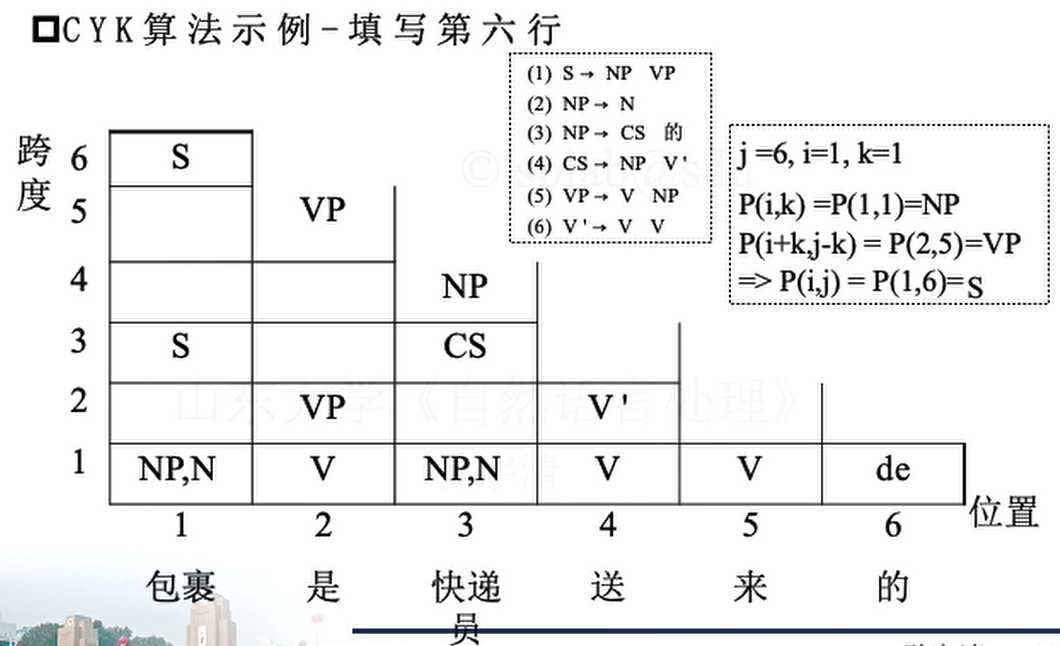 CYK算法示例-填写第六行
(1) S→ NP VP
(2) NP→ N
(3) NP→ CS 的
(4) CS→ NP V'
(5) VP→ V NP
(6) V'→ V V
j =6, i=1, k=1
P(i,k) =P(1,1)=NP
P(i+k,j-k) = P(2,5)=VP
=> P(i,j) = P(1,6)=S
跨度
6 S
5 VP
4 NP
3 S CS
2 VP V'
1 NP,N V NP,N V V de
1 2 3 4 5 6 位置
包裹 是 快递员 送 来 的
山东大学《自然语言处理》